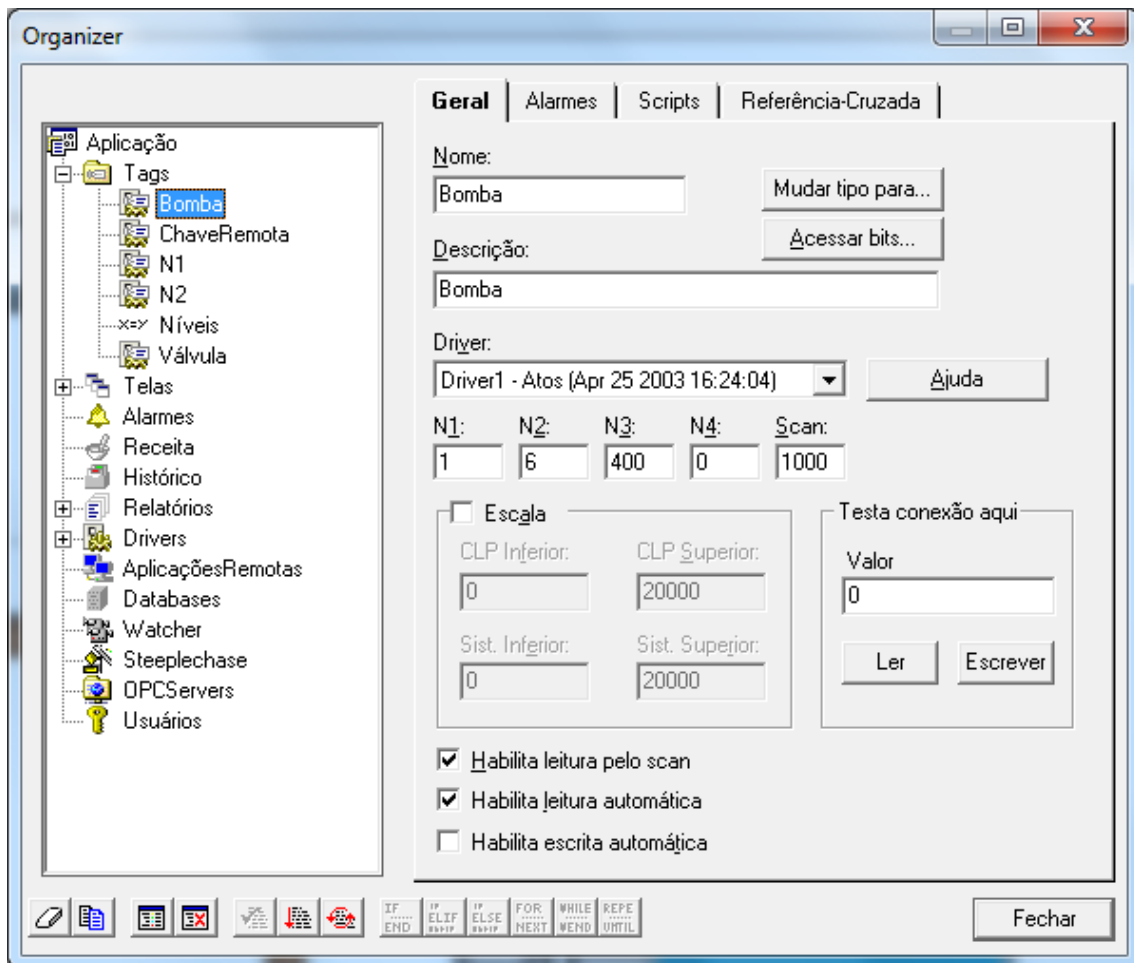 Organizer
Aplicação
Tags
Bomba
ChaveRemota
N1
N2
x=y Níveis
Válvula
Telas
Alarmes
Receita
Histórico
Relatórios
Drivers
AplicaçõesRemotas
Databases
Watcher
Steeplechase
OPCServers
Usuários
Geral Alarmes Scripts Referência-Cruzada
Nome:
Bomba
Mudar tipo para...
Acessar bits...
Descrição:
Bomba
Driver:
Driver1 - Atos (Apr 25 2003 16:24:04)
Ajuda
N1: N2: N3: N4: Scan:
1 6 400 0 1000
Escala
CLP Inferior: CLP Superior:
0 20000
Sist. Inferior: Sist. Superior:
0 20000
Testa conexão aqui
Valor
0
Ler Escrever
Habilita leitura pelo scan
Habilita leitura automática
Habilita escrita automática
IF END
IF ELIF
IF ELSE
FOR NEXT
WHILE WEND
REPE UNTIL
Fechar